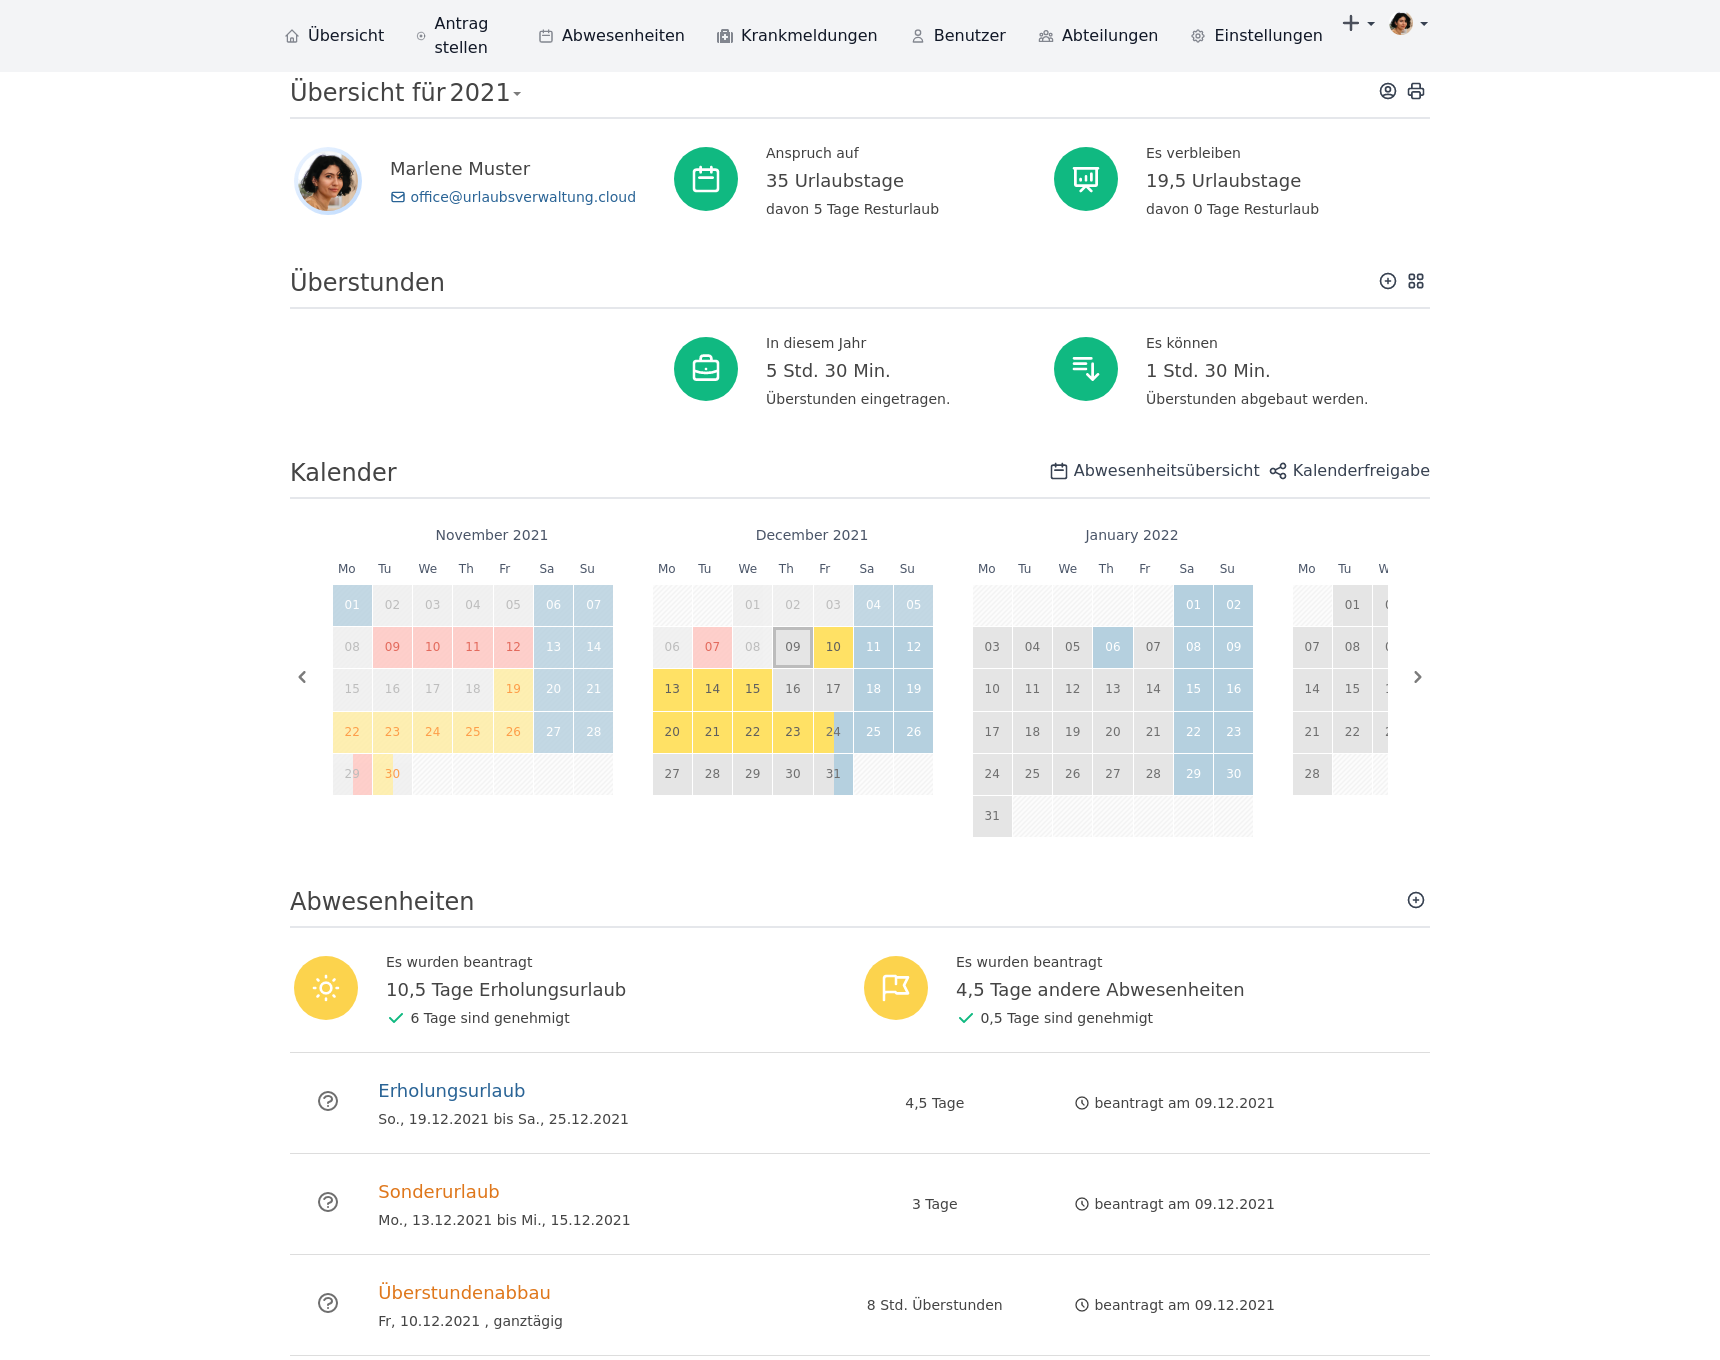 Übersicht
Antrag stellen
Abwesenheiten
Krankmeldungen
Benutzer
Abteilungen
Einstellungen
Übersicht für 2021
Marlene Muster
office@urlaubsverwaltung.cloud
Anspruch auf
35 Urlaubstage
davon 5 Tage Resturlaub
Es verbleiben
19,5 Urlaubstage
davon 0 Tage Resturlaub
Überstunden
In diesem Jahr
5 Std. 30 Min.
Überstunden eingetragen.
Es können
1 Std. 30 Min.
Überstunden abgebaut werden.
Kalender
Abwesenheitsübersicht
Kalenderfreigabe
November 2021
Mo Tu We Th Fr Sa Su
01 02 03 04 05 06 07
08 09 10 11 12 13 14
15 16 17 18 19 20 21
22 23 24 25 26 27 28
29 30
December 2021
Mo Tu We Th Fr Sa Su
01 02 03 04 05
06 07 08 09 10 11 12
13 14 15 16 17 18 19
20 21 22 23 24 25 26
27 28 29 30 31
January 2022
Mo Tu We Th Fr Sa Su
01 02
03 04 05 06 07 08 09
10 11 12 13 14 15 16
17 18 19 20 21 22 23
24 25 26 27 28 29 30
31
Mo Tu
01
07 08
14 15
21 22
28
Abwesenheiten
Es wurden beantragt
10,5 Tage Erholungsurlaub
6 Tage sind genehmigt
Es wurden beantragt
4,5 Tage andere Abwesenheiten
0,5 Tage sind genehmigt
Erholungsurlaub
So., 19.12.2021 bis Sa., 25.12.2021
4,5 Tage
beantragt am 09.12.2021
Sonderurlaub
Mo., 13.12.2021 bis Mi., 15.12.2021
3 Tage
beantragt am 09.12.2021
Überstundenabbau
Fr, 10.12.2021 , ganztägig
8 Std. Überstunden
beantragt am 09.12.2021